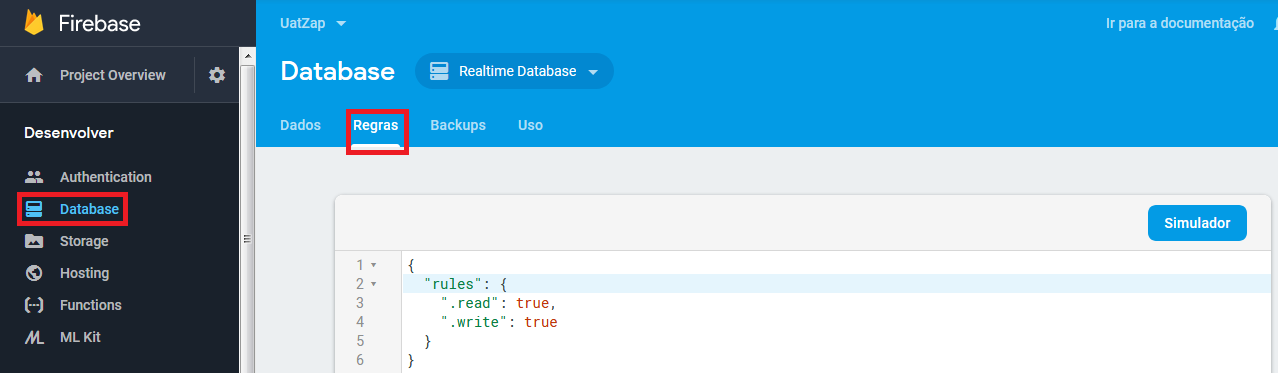 Firebase
UatZap
Ir para a documentação
Project Overview
Database
Realtime Database
Dados
Regras
Backups
Uso
Desenvolver
Authentication
Database
Storage
Hosting
Functions
ML Kit
Simulador
1 {
2 "rules": {
3 ".read": true,
4 ".write": true
5 }
6 }